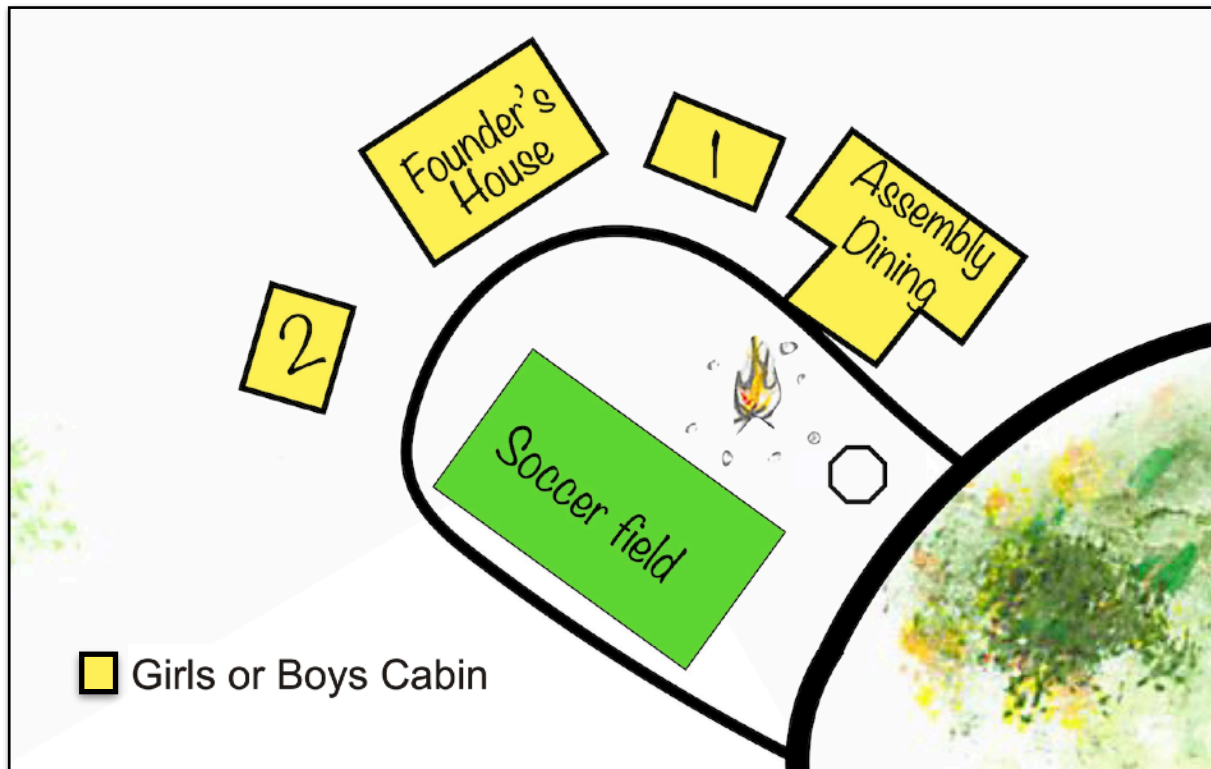 Founder's
House
1
Assembly
Dining
2
Soccer field
Girls or Boys Cabin